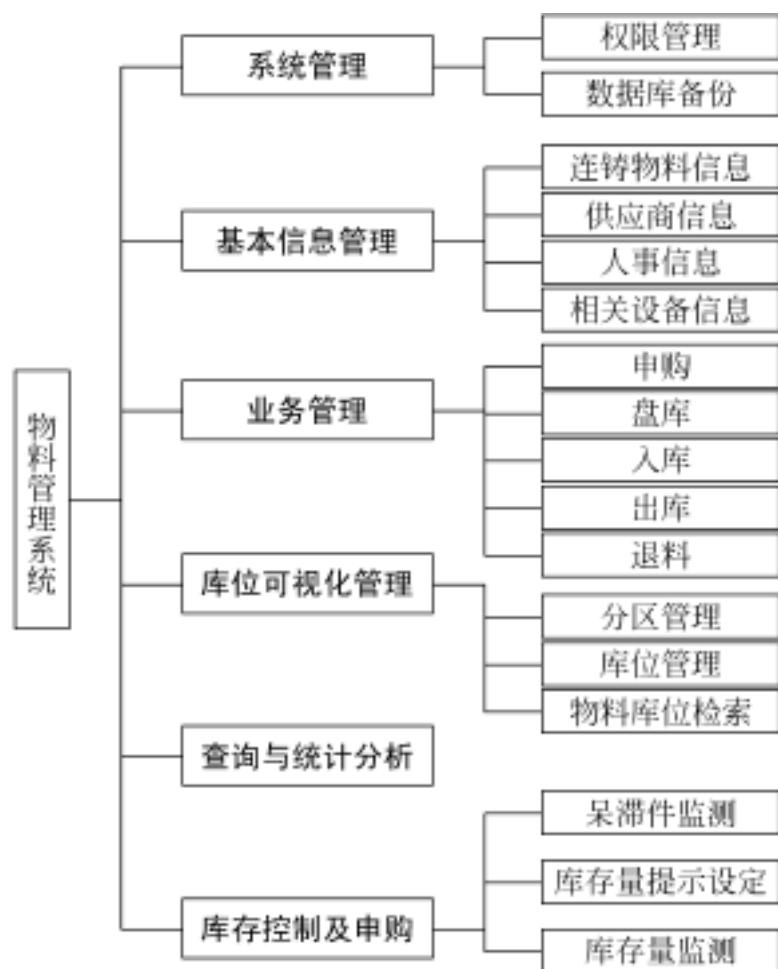 物料管理系统
系统管理
权限管理
数据库备份
基本信息管理
连铸物料信息
供应商信息
人事信息
相关设备信息
业务管理
申购
盘库
入库
出库
退料
库位可视化管理
分区管理
库位管理
物料库位检索
查询与统计分析
库存控制及申购
呆滞件监测
库存量提示设定
库存量监测